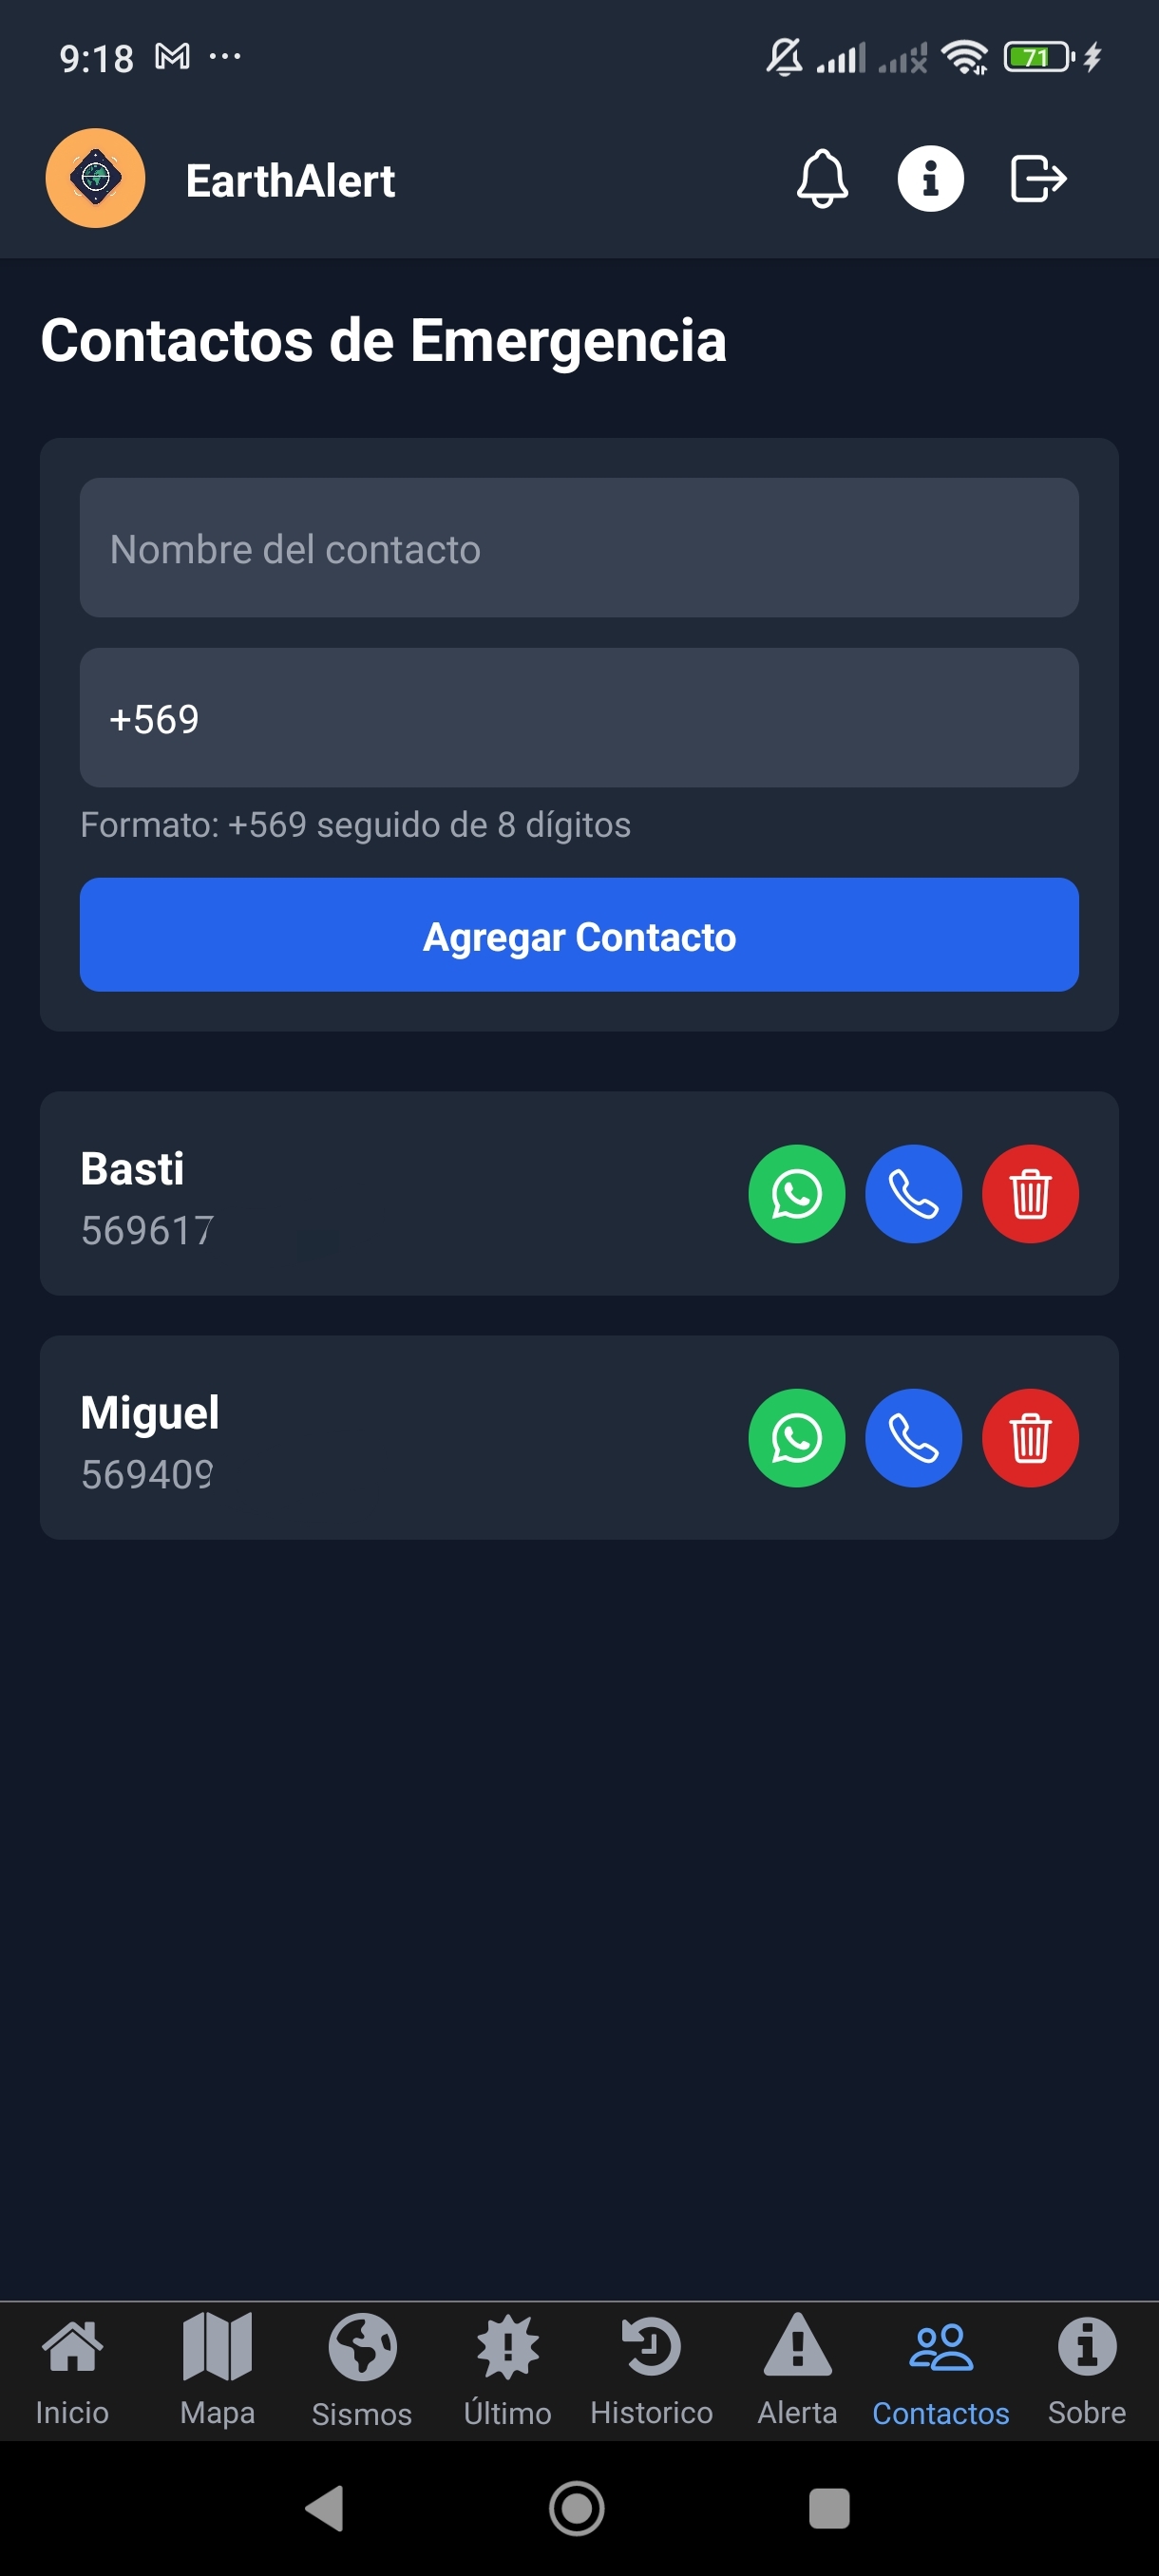 9:18
71
EarthAlert
Contactos de Emergencia
Nombre del contacto
+569
Formato: +569 seguido de 8 dígitos
Agregar Contacto
Basti
569617
Miguel
569409
Inicio Mapa Sismos Último Historico Alerta Contactos Sobre